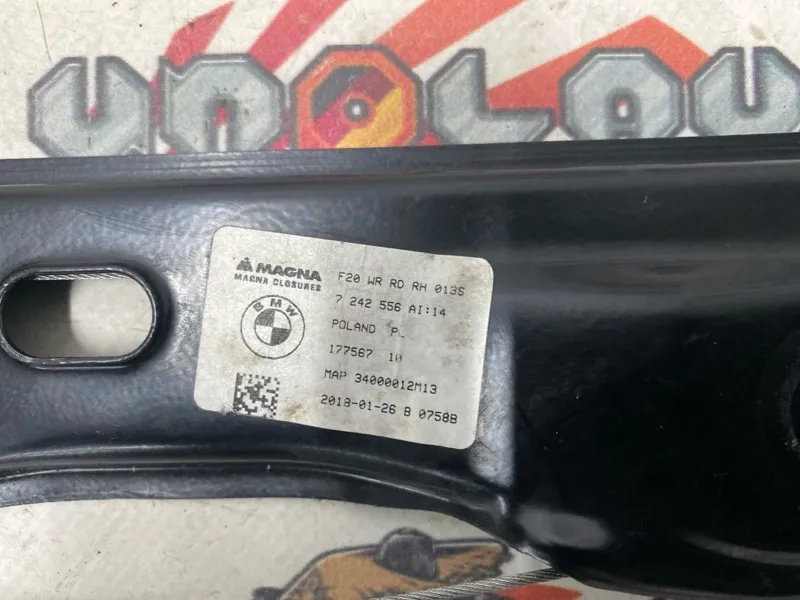 UNOLAU
MAGNA
MAGNA CLOSURES
BMW
F20 WR RD RH 013S
7 242 556 AI:14
POLAND PL
177567 10
MAP 34000012M13
2018-01-26 B 0758B